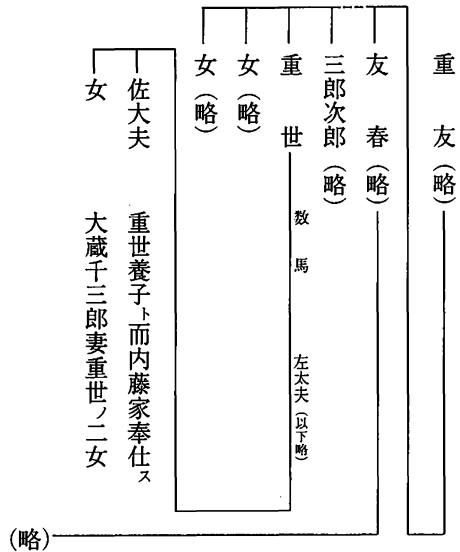 重友(略)
友春(略)
三郎次郎(略)
重世 数馬 左太夫(以下略)
女(略)
女(略)
佐大夫 重世養子ト而内藤家奉仕ス
女 大蔵千三郎妻重世ノ二女
(略)